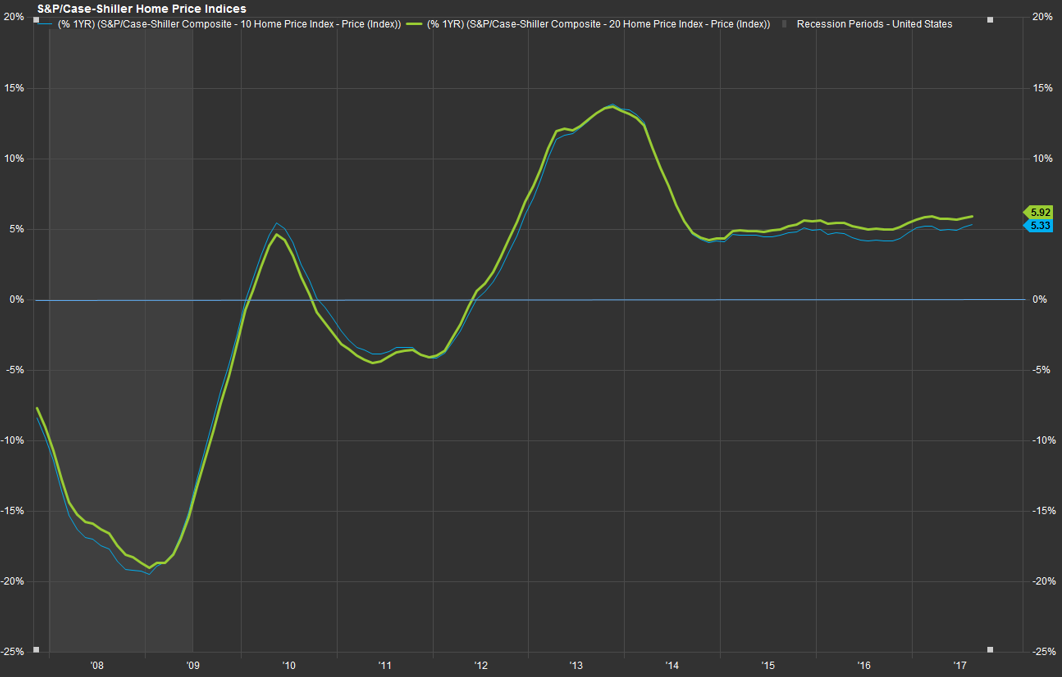 S&P/Case-Shiller Home Price Indices
(% 1YR) (S&P/Case-Shiller Composite - 10 Home Price Index - Price (Index)) (% 1YR) (S&P/Case-Shiller Composite - 20 Home Price Index - Price (Index)) Recession Periods - United States
20% 20%
15% 15%
10% 10%
5.92
5% 5.33 5%
0% 0%
-5% -5%
-10% -10%
-15% -15%
-20% -20%
-25% -25%
'08 '09 '10 '11 '12 '13 '14 '15 '16 '17